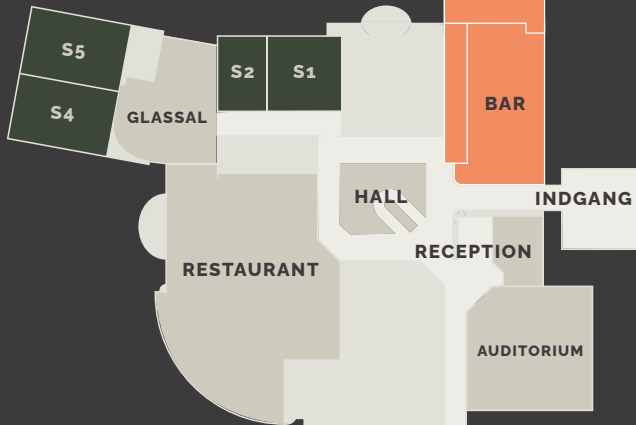 S5
S2
S1
BAR
S4
GLASSAL
HALL
INDGANG
RECEPTION
RESTAURANT
AUDITORIUM